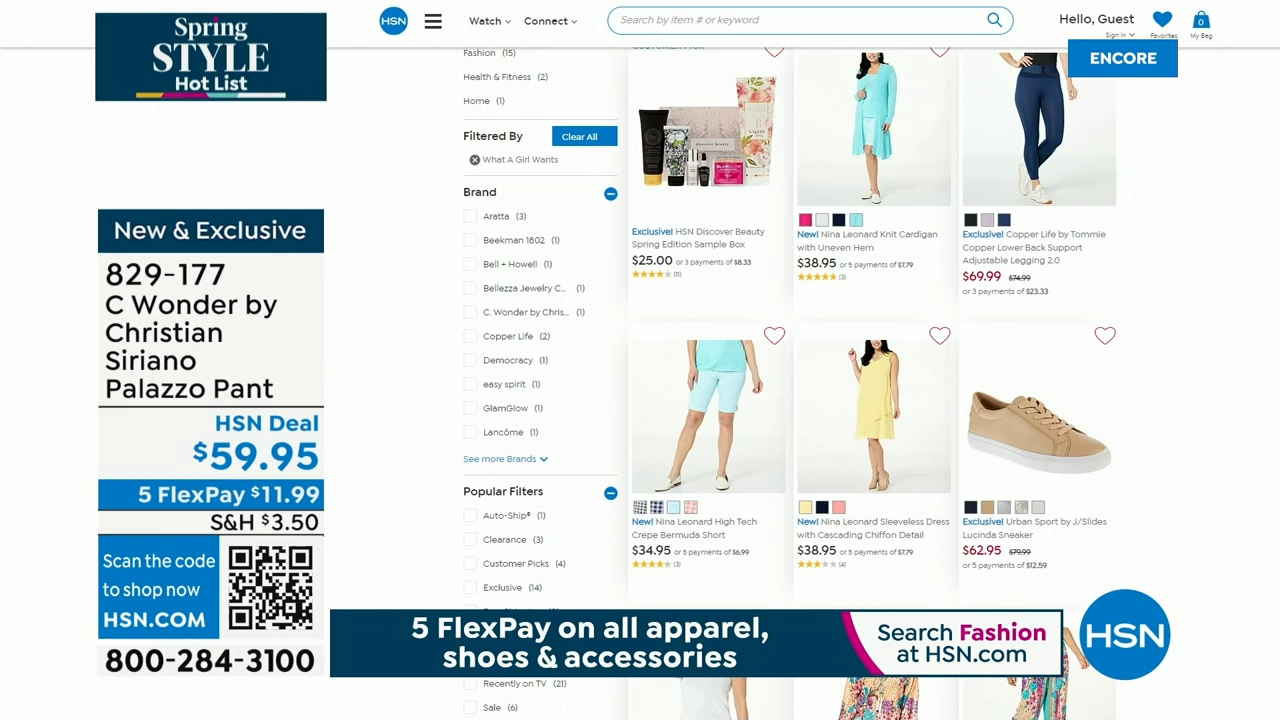 Spring
STYLE
Hot List
HSN
Watch
Connect
Search by item # or keyword
Hello, Guest
Sign In
Favorites
0
My Bag
ENCORE
New & Exclusive
829-177
C Wonder by
Christian
Siriano
Palazzo Pant
HSN Deal
$59.95
5 FlexPay $11.99
S&H $3.50
Scan the code
to shop now
HSN.COM
800-284-3100
Fashion (15)
Health & Fitness (2)
Home (1)
Filtered By
Clear All
What A Girl Wants
Brand
Aratta (3)
Beekman 1802 (1)
Bell + Howell (1)
Bellezza Jewelry C... (1)
C. Wonder by Chris... (1)
Copper Life (2)
Democracy (1)
easy spirit (1)
GlamGlow (1)
Lancôme (1)
See more Brands
Popular Filters
Auto-Ship® (1)
Clearance (3)
Customer Picks (4)
Exclusive (14)
Recently on TV (21)
Sale (6)
CUSTOMER PICK
discover beauty
Exclusive! HSN Discover Beauty
Spring Edition Sample Box
$25.00 or 3 payments of $8.33
(11)
New! Nina Leonard Knit Cardigan
with Uneven Hem
$38.95 or 5 payments of $7.79
(3)
Exclusive! Copper Life by Tommie
Copper Lower Back Support
Adjustable Legging 2.0
$69.99 $74.99
or 3 payments of $23.33
New! Nina Leonard High Tech
Crepe Bermuda Short
$34.95 or 5 payments of $6.99
(3)
New! Nina Leonard Sleeveless Dress
with Cascading Chiffon Detail
$38.95 or 5 payments of $7.79
(4)
Exclusive! Urban Sport by J/Slides
Lucinda Sneaker
$62.95 $79.99
or 5 payments of $12.59
5 FlexPay on all apparel,
shoes & accessories
Search Fashion
at HSN.com
HSN